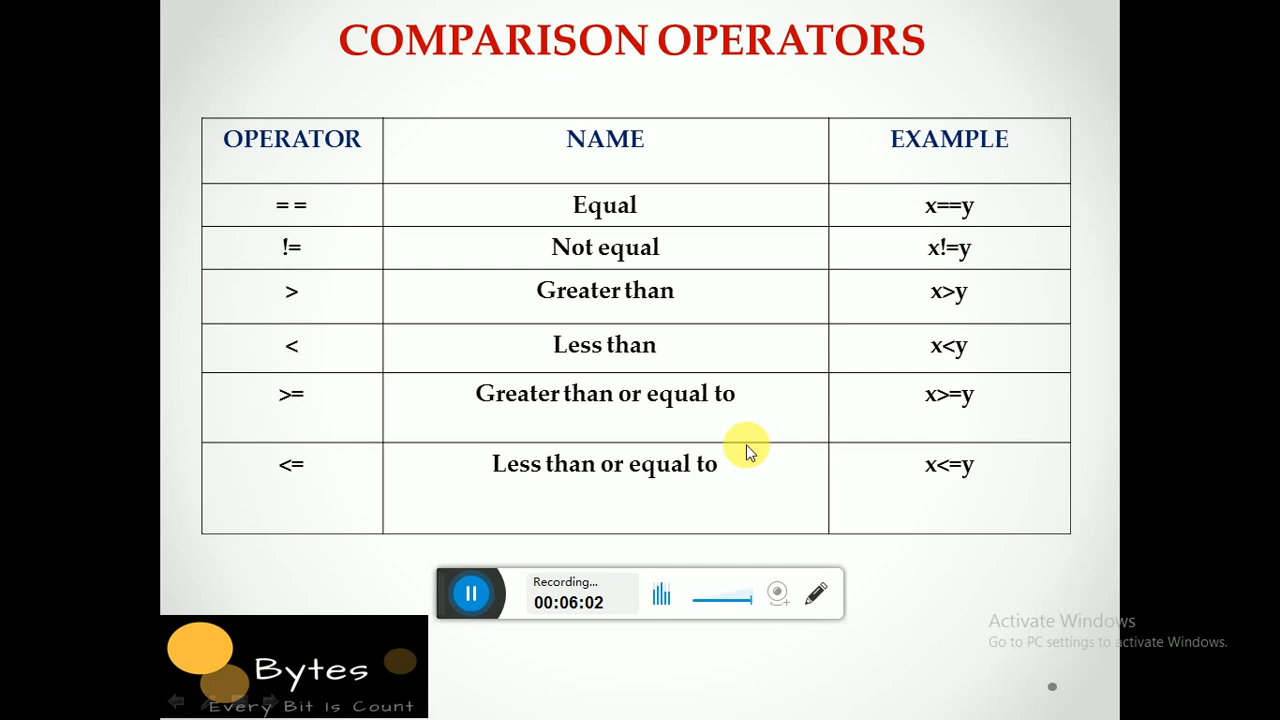 COMPARISON OPERATORS
OPERATOR NAME EXAMPLE
= = Equal x==y
!= Not equal x!=y
> Greater than x>y
< Less than x<y
>= Greater than or equal to x>=y
<= Less than or equal to x<=y
Recording...
00:06:02
Activate Windows
Go to PC settings to activate Windows.
Bytes
Every Bit Is Count